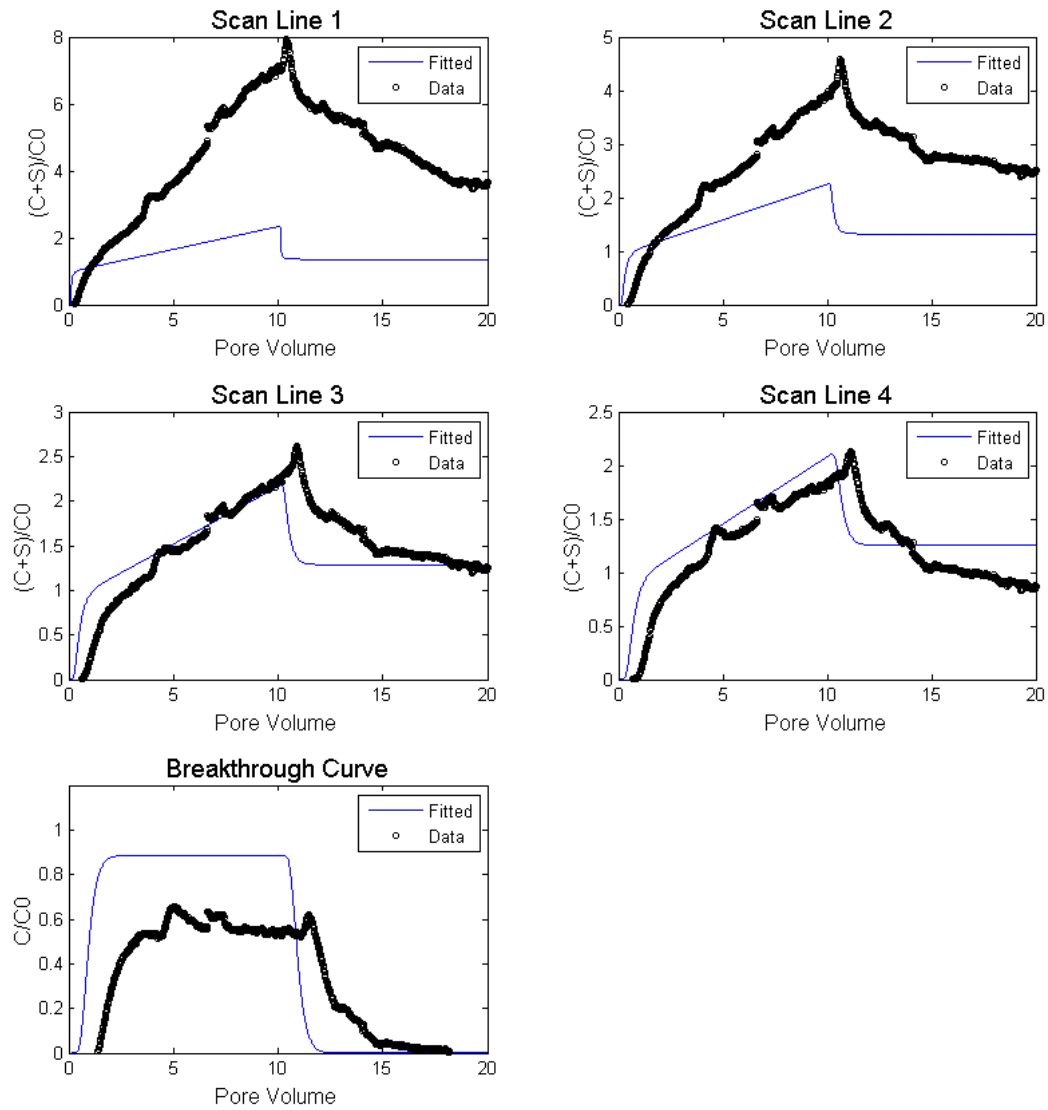 Scan Line 1
8
6
4
2
0
(C+S)/C0
Fitted
Data
0 5 10 15 20
Pore Volume
Scan Line 2
5
4
3
2
1
0
(C+S)/C0
Fitted
Data
0 5 10 15 20
Pore Volume
Scan Line 3
3
2.5
2
1.5
1
0.5
0
(C+S)/C0
Fitted
Data
0 5 10 15 20
Pore Volume
Scan Line 4
2.5
2
1.5
1
0.5
0
(C+S)/C0
Fitted
Data
0 5 10 15 20
Pore Volume
Breakthrough Curve
1
0.8
0.6
0.4
0.2
0
C/C0
Fitted
Data
0 5 10 15 20
Pore Volume